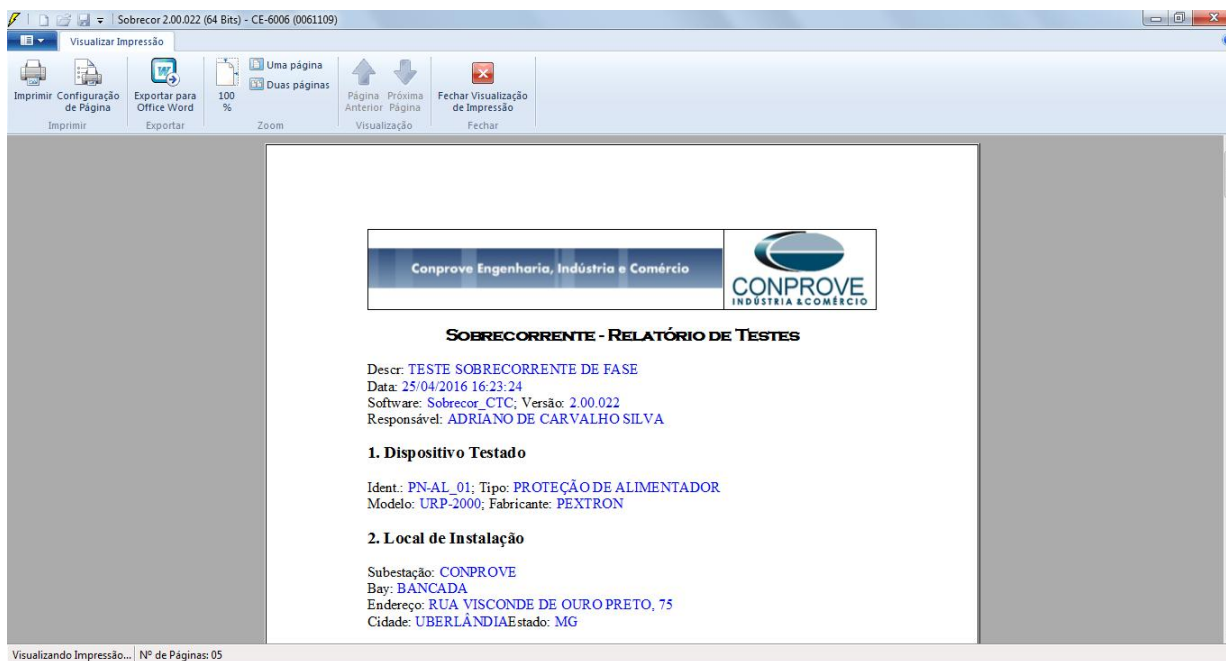 Sobrecor 2.00.022 (64 Bits) - CE-6006 (0061109)
Visualizar Impressão
Imprimir
Configuração de Página
Exportar para Office Word
100 %
Uma página
Duas páginas
Página Anterior
Próxima Página
Fechar Visualização de Impressão
Imprimir
Exportar
Zoom
Visualização
Fechar
Conprove Engenharia, Indústria e Comércio
CONPROVE
INDÚSTRIA & COMÉRCIO
SOBRECORRENTE - RELATÓRIO DE TESTES
Descr: TESTE SOBRECORRENTE DE FASE
Data: 25/04/2016 16:23:24
Software: Sobrecor_CTC; Versão: 2.00.022
Responsável: ADRIANO DE CARVALHO SILVA
1. Dispositivo Testado
Ident.: PN-AL_01; Tipo: PROTEÇÃO DE ALIMENTADOR
Modelo: URP-2000; Fabricante: PEXTRON
2. Local de Instalação
Subestação: CONPROVE
Bay: BANCADA
Endereço: RUA VISCONDE DE OURO PRETO, 75
Cidade: UBERLÂNDIAEstado: MG
Visualizando Impressão... Nº de Páginas: 05